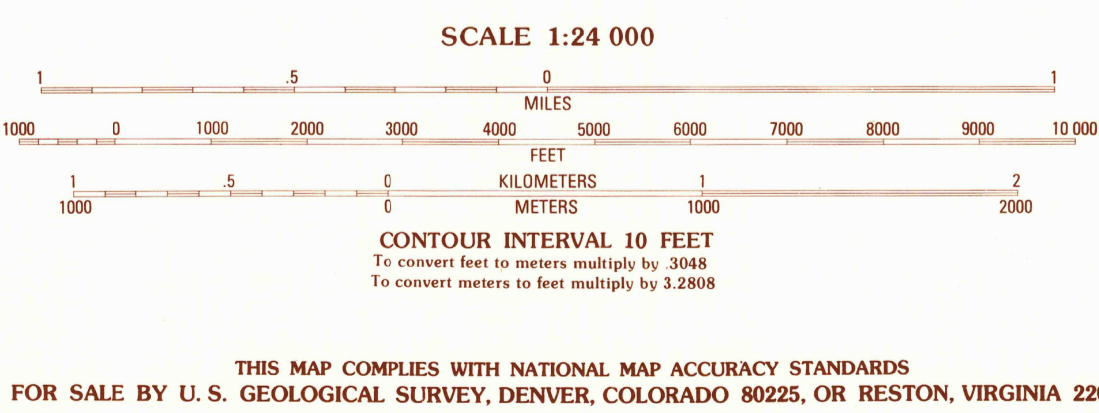 SCALE 1:24 000
1 .5 0 1
MILES
1000 0 1000 2000 3000 4000 5000 6000 7000 8000 9000 10 000
FEET
1 .5 0 KILOMETERS 1 2
1000 0 METERS 1000 2000
CONTOUR INTERVAL 10 FEET
To convert feet to meters multiply by .3048
To convert meters to feet multiply by 3.2808
THIS MAP COMPLIES WITH NATIONAL MAP ACCURACY STANDARDS
FOR SALE BY U. S. GEOLOGICAL SURVEY, DENVER, COLORADO 80225, OR RESTON, VIRGINIA